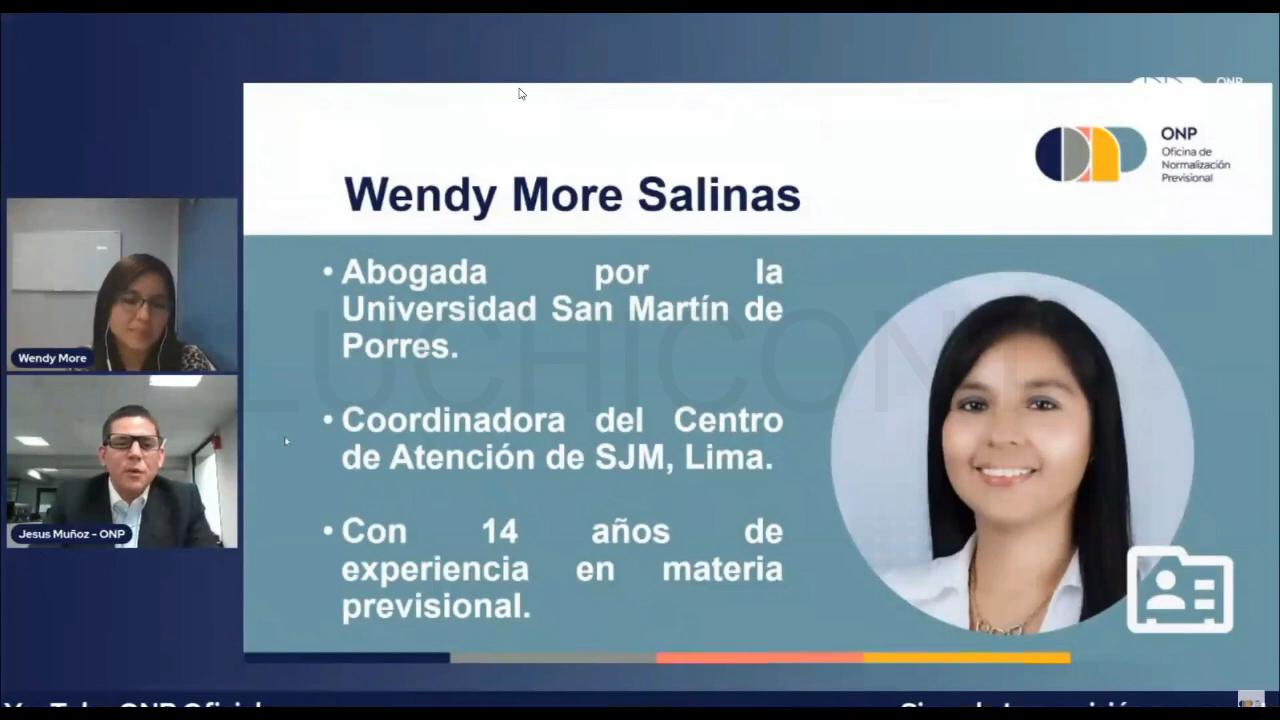 ONP
ONP
Oficina de
Normalización
Previsional
Wendy More Salinas
• Abogada por la
Universidad San Martín de
Porres.
• Coordinadora del Centro
de Atención de SJM, Lima.
• Con 14 años de
experiencia en materia
previsional.
Wendy More
Jesus Muñoz - ONP